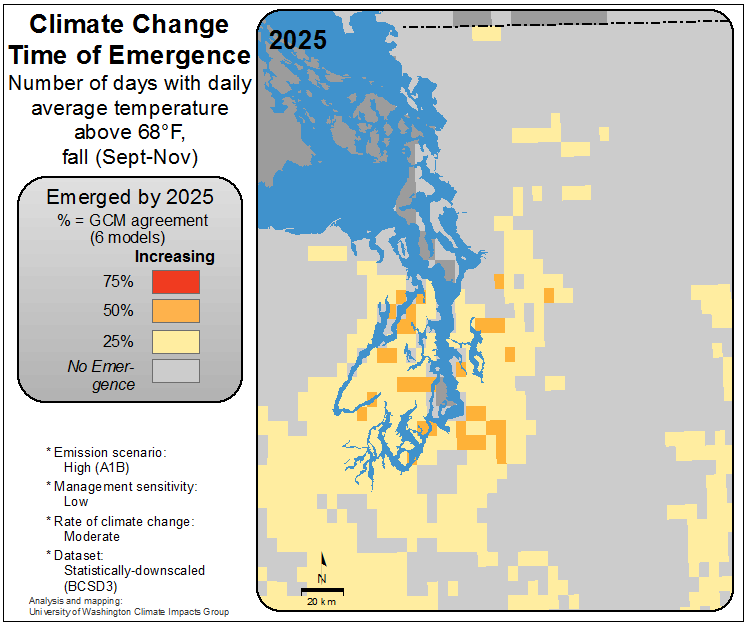 Climate Change
Time of Emergence
Number of days with daily
average temperature
above 68°F,
fall (Sept-Nov)
Emerged by 2025
% = GCM agreement
(6 models)
Increasing
75%
50%
25%
No Emer-
gence
* Emission scenario:
High (A1B)
* Management sensitivity:
Low
* Rate of climate change:
Moderate
* Dataset:
Statistically-downscaled
(BCSD3)
Analysis and mapping:
University of Washington Climate Impacts Group
2025
N
20 km